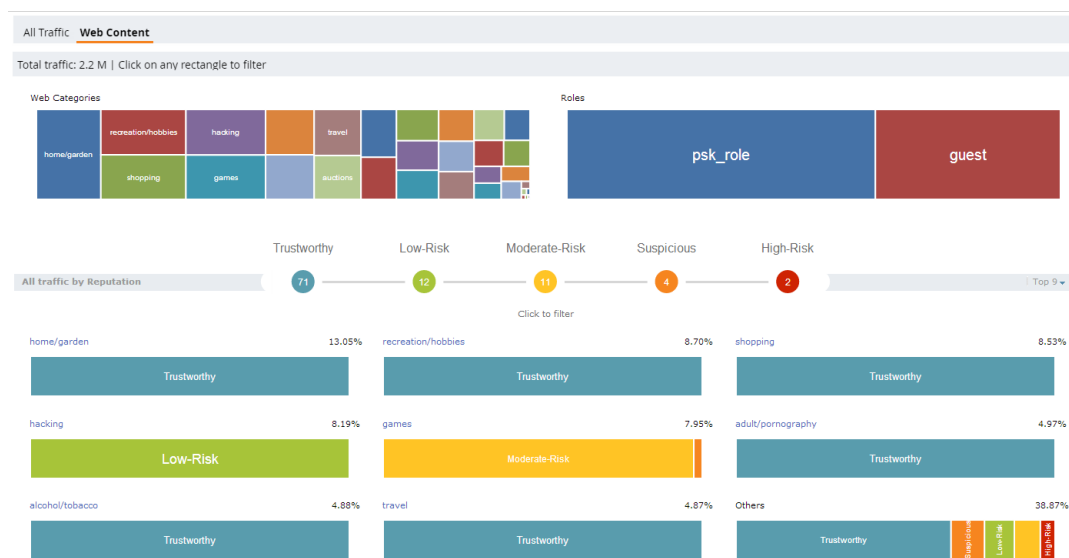 All Traffic Web Content
Total traffic: 2.2 M | Click on any rectangle to filter
Web Categories
Roles
home/garden
recreation/hobbies
hacking
travel
shopping
games
auctions
psk_role
guest
Trustworthy Low-Risk Moderate-Risk Suspicious High-Risk
All traffic by Reputation 71 12 11 4 2 Top 9
Click to filter
home/garden 13.05% recreation/hobbies 8.70% shopping 8.53%
Trustworthy Trustworthy Trustworthy
hacking 8.19% games 7.95% adult/pornography 4.97%
Low-Risk Moderate-Risk Trustworthy
alcohol/tobacco 4.88% travel 4.87% Others 38.87%
Trustworthy Trustworthy Trustworthy Suspicious Low-Risk High-Risk